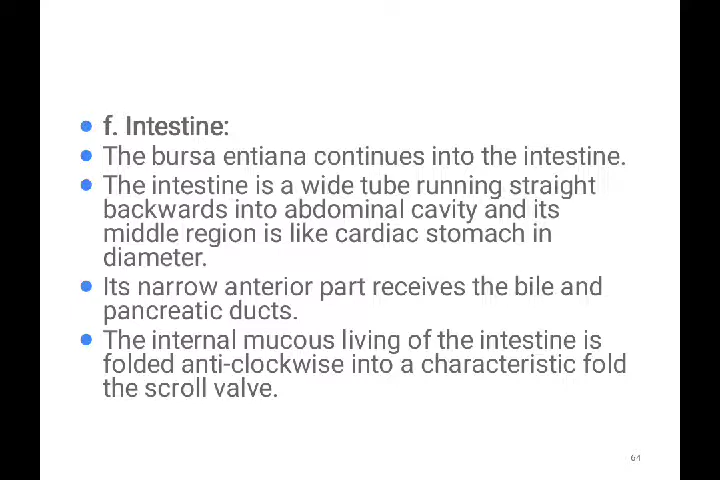 f. Intestine:
The bursa entiana continues into the intestine.
The intestine is a wide tube running straight
backwards into abdominal cavity and its
middle region is like cardiac stomach in
diameter.
Its narrow anterior part receives the bile and
pancreatic ducts.
The internal mucous living of the intestine is
folded anti-clockwise into a characteristic fold
the scroll valve.
64